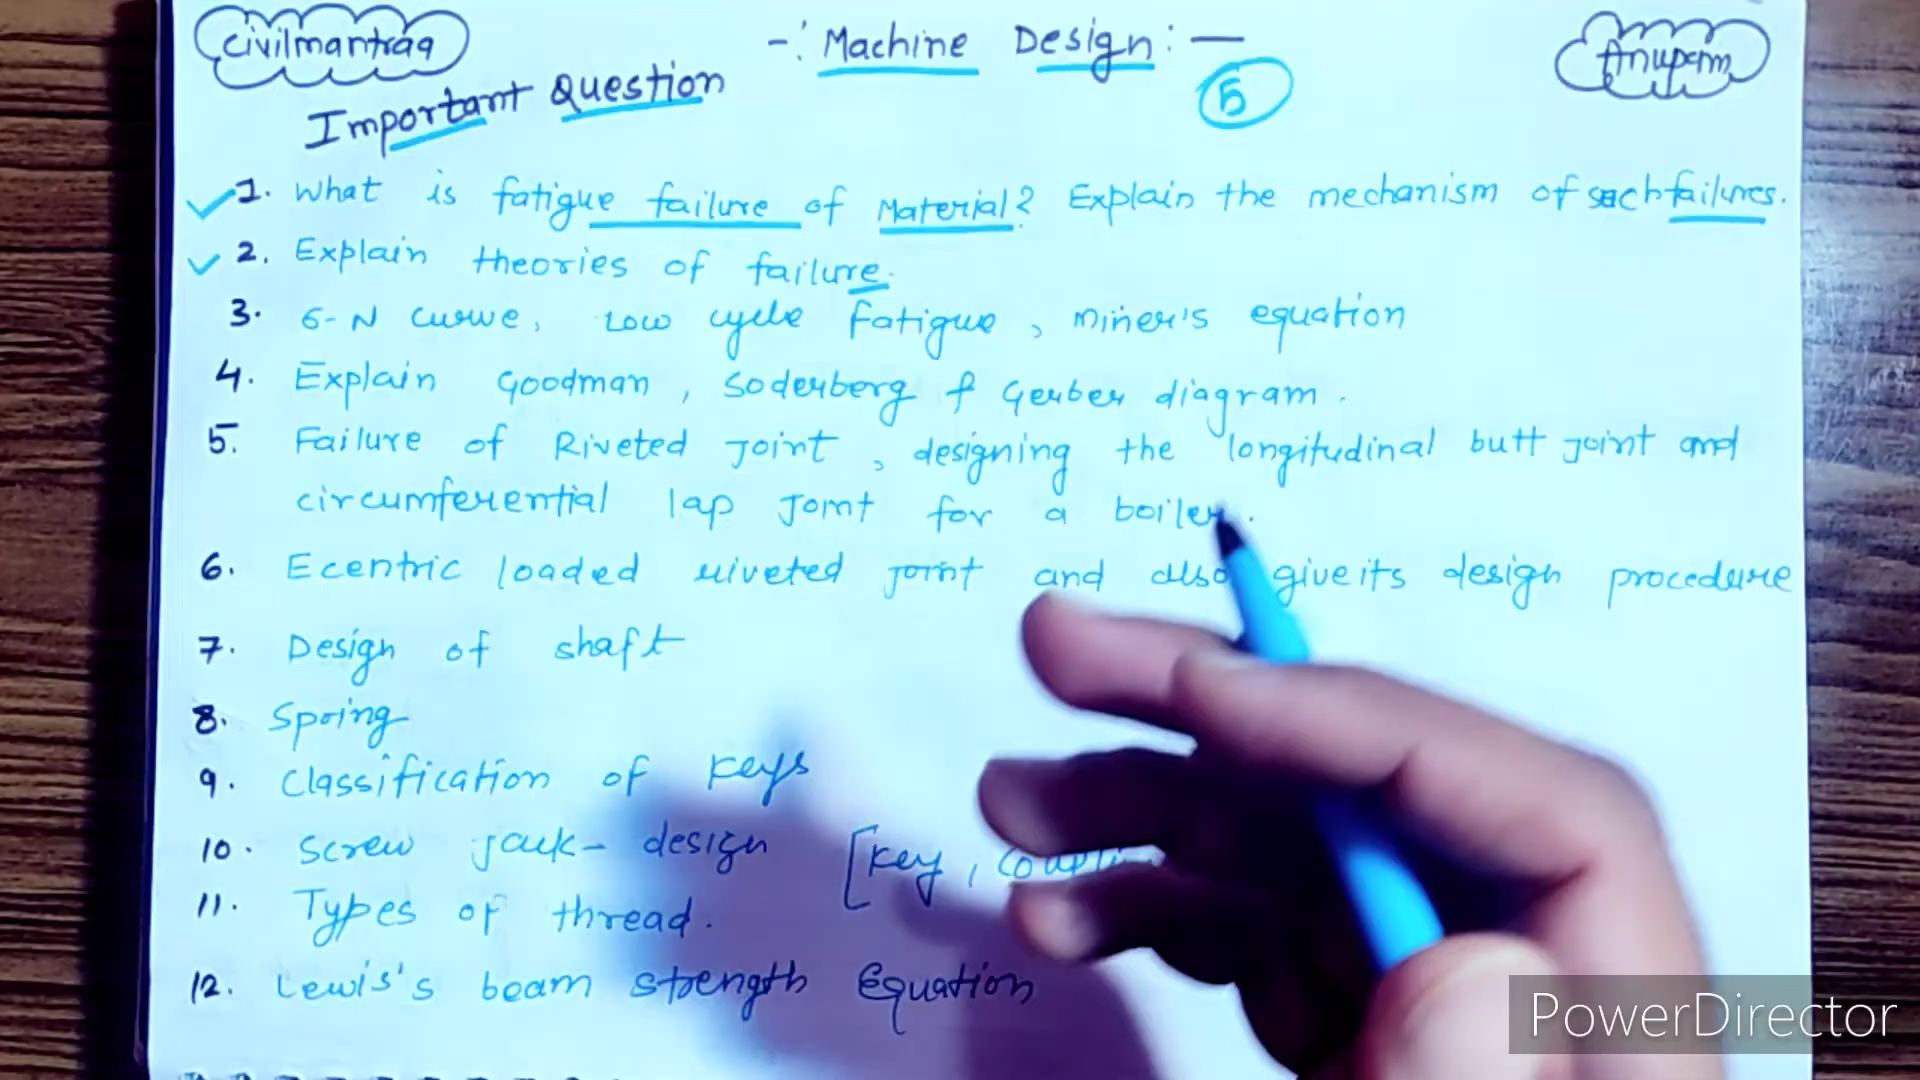 civilmantraa
-: Machine Design :-
Anupam
Important Question
5
1. What is fatigue failure of Material? Explain the mechanism of such failures.
2. Explain theories of failure.
3. σ-N curve, Low cycle fatigue, Miner's equation
4. Explain Goodman, Soderberg & Gerber diagram.
5. Failure of Riveted Joint, designing the longitudinal butt joint and
circumferential lap Joint for a boiler.
6. Ecentric loaded riveted Joint and also give its design procedure
7. Design of shaft
8. Spring
9. Classification of keys
10. Screw jack- design [Key,
11. Types of thread.
12. Lewis's beam strength Equation
PowerDirector